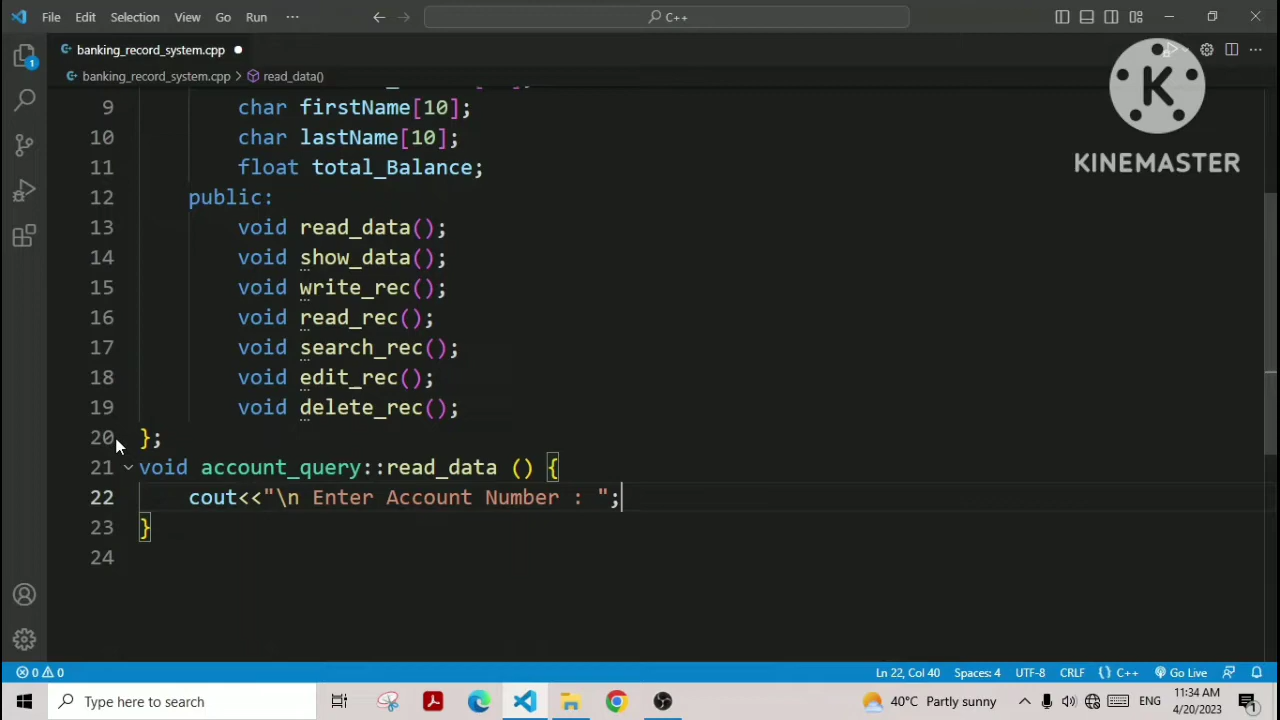 File Edit Selection View Go Run ··· C++
banking_record_system.cpp
banking_record_system.cpp > read_data()
K
KINEMASTER
9 char firstName[10];
10 char lastName[10];
11 float total_Balance;
12 public:
13 void read_data();
14 void show_data();
15 void write_rec();
16 void read_rec();
17 void search_rec();
18 void edit_rec();
19 void delete_rec();
20 };
21 void account_query::read_data () {
22 cout<<"\n Enter Account Number : ";
23 }
24
1
0 0 Ln 22, Col 40 Spaces: 4 UTF-8 CRLF {} C++ Go Live
Type here to search 40°C Partly sunny ENG 11:34 AM
4/20/2023 1